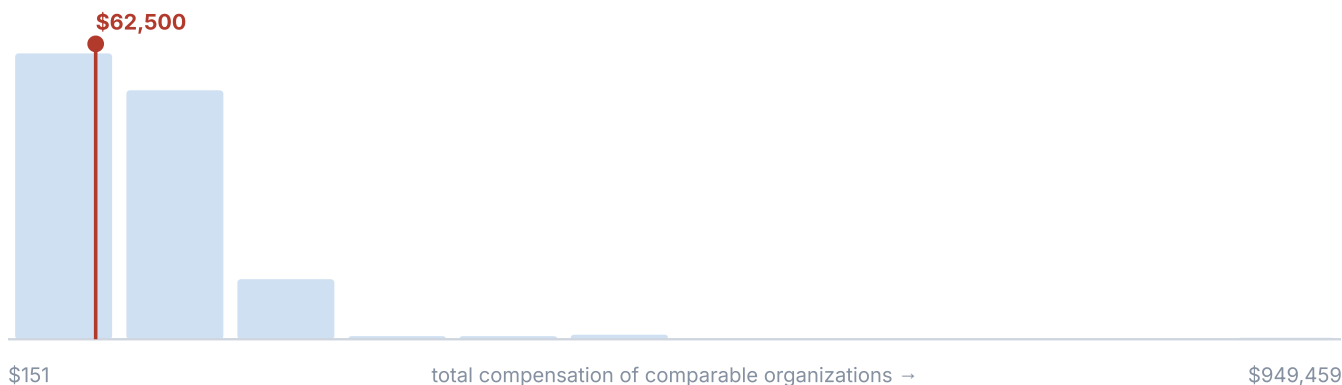 $62,500
$151 total compensation of comparable organizations → $949,459